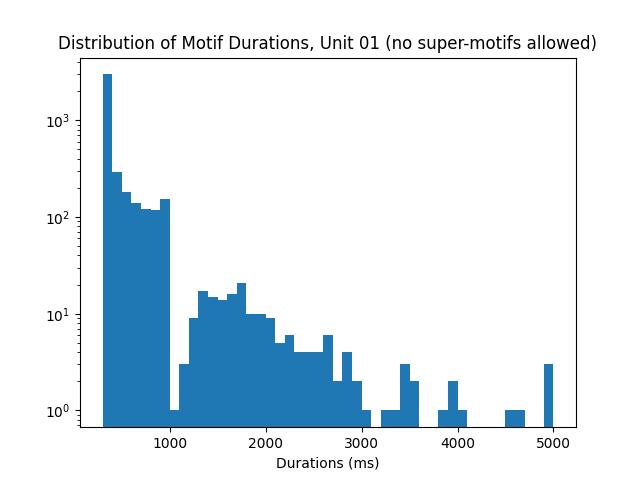 Distribution of Motif Durations, Unit 01 (no super-motifs allowed)
10³
10²
10¹
10⁰
1000 2000 3000 4000 5000
Durations (ms)